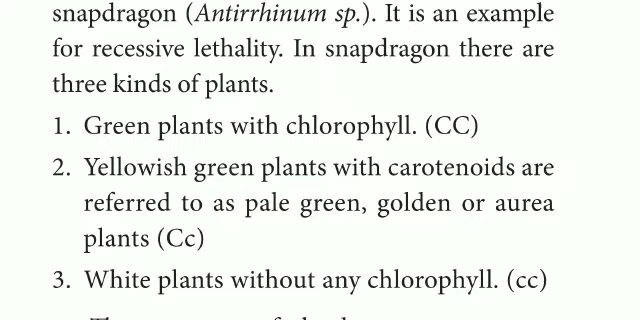 snapdragon (Antirrhinum sp.). It is an example
for recessive lethality. In snapdragon there are
three kinds of plants.
1. Green plants with chlorophyll. (CC)
2. Yellowish green plants with carotenoids are
referred to as pale green, golden or aurea
plants (Cc)
3. White plants without any chlorophyll. (cc)